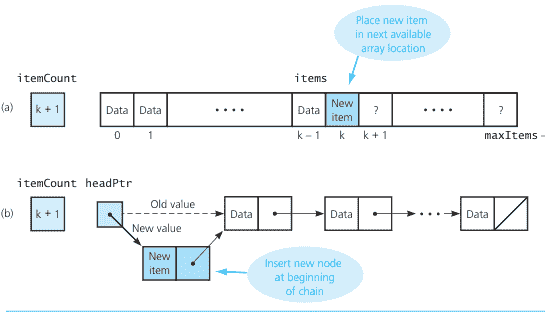 Place new item
in next available
array location
itemCount
items
(a)
k + 1
Data
Data
• • • •
Data
New
item
?
• • • •
?
0
1
k – 1
k
k + 1
maxItems –
itemCount
headPtr
(b)
k + 1
Old value
New value
Data
Data
• • •
Data
New
item
Insert new node
at beginning
of chain